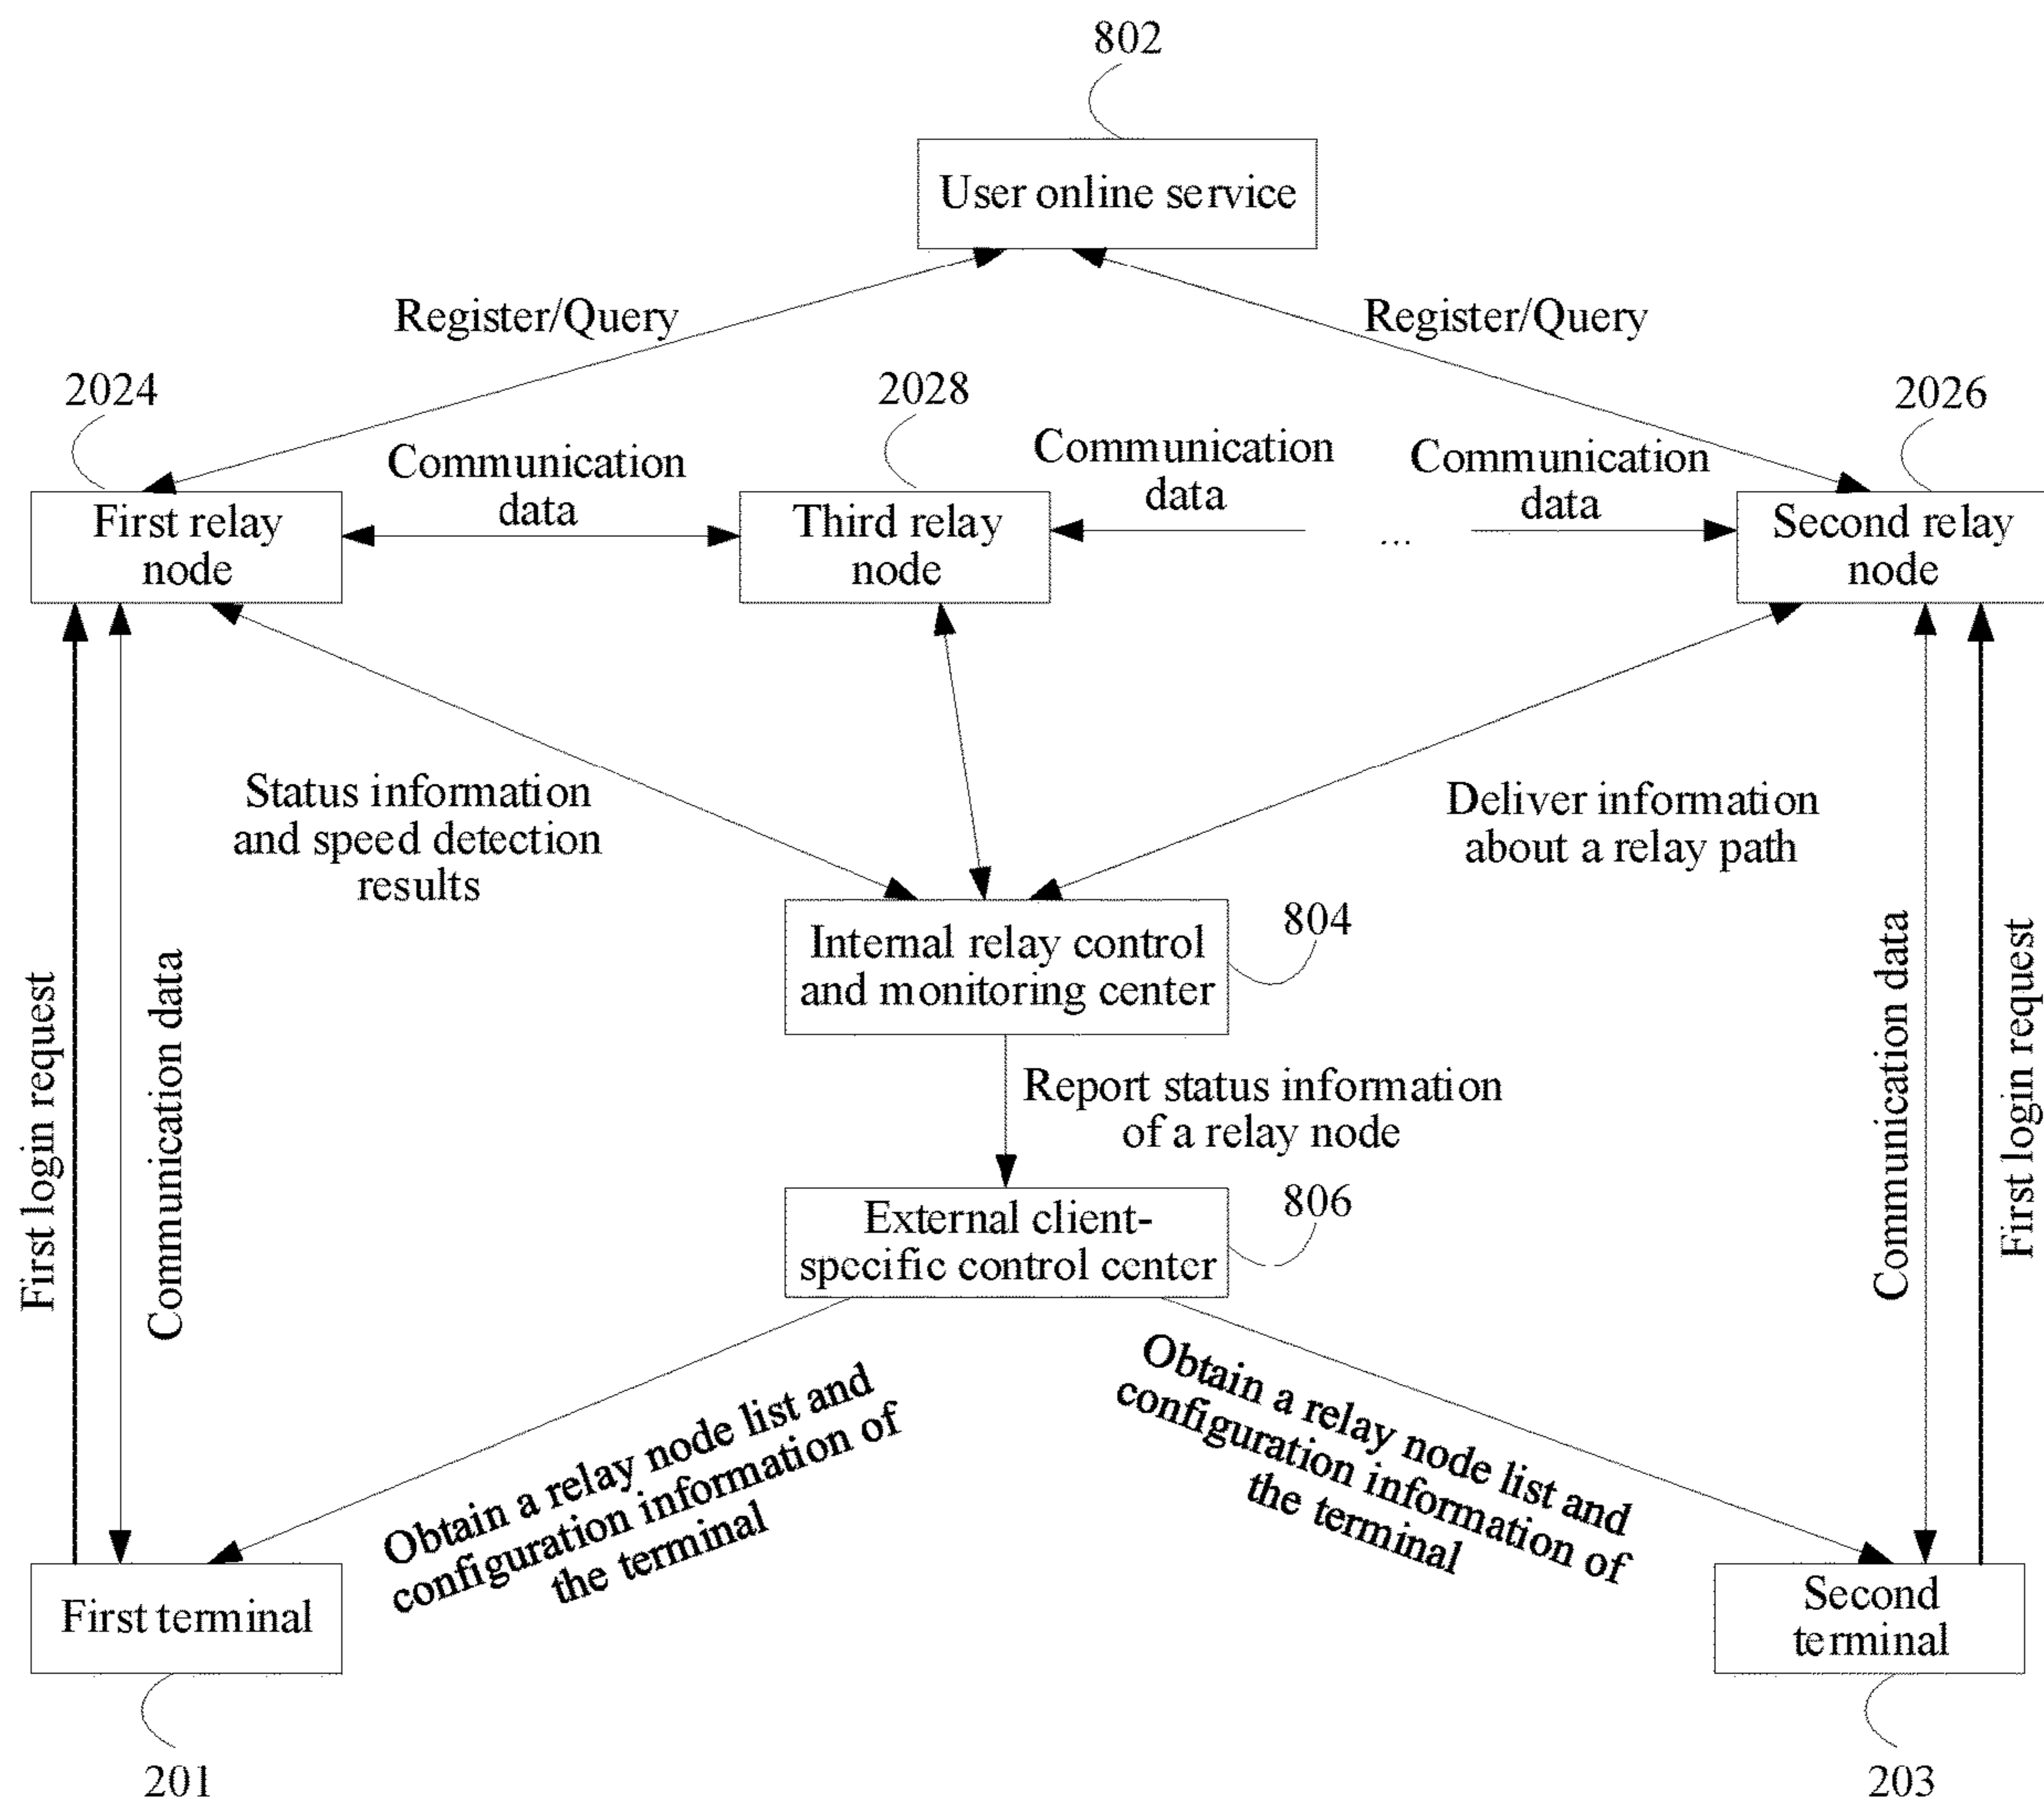 802
User online service
Register/Query
Register/Query
2024
2028
2026
Communication
data
Communication
data
Communication
data
First relay
node
Third relay
node
...
Second relay
node
Status information
and speed detection
results
Deliver information
about a relay path
First login request
Communication data
Internal relay control
and monitoring center
804
Communication data
First login request
Report status information
of a relay node
External client-
specific control center
806
Obtain a relay node list and
configuration information of
the terminal
Obtain a relay node list and
configuration information of
the terminal
First terminal
Second
terminal
201
203